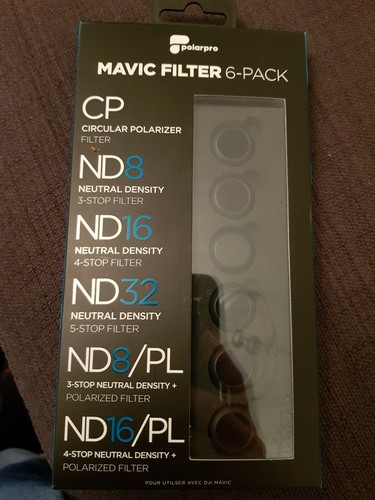 polarpro
MAVIC FILTER 6-PACK
CP
CIRCULAR POLARIZER
FILTER
ND8
NEUTRAL DENSITY
3-STOP FILTER
ND16
NEUTRAL DENSITY
4-STOP FILTER
ND32
NEUTRAL DENSITY
5-STOP FILTER
ND8/PL
3-STOP NEUTRAL DENSITY +
POLARIZED FILTER
ND16/PL
4-STOP NEUTRAL DENSITY +
POLARIZED FILTER
POUR UTILSER AVEC DJI MAVIC